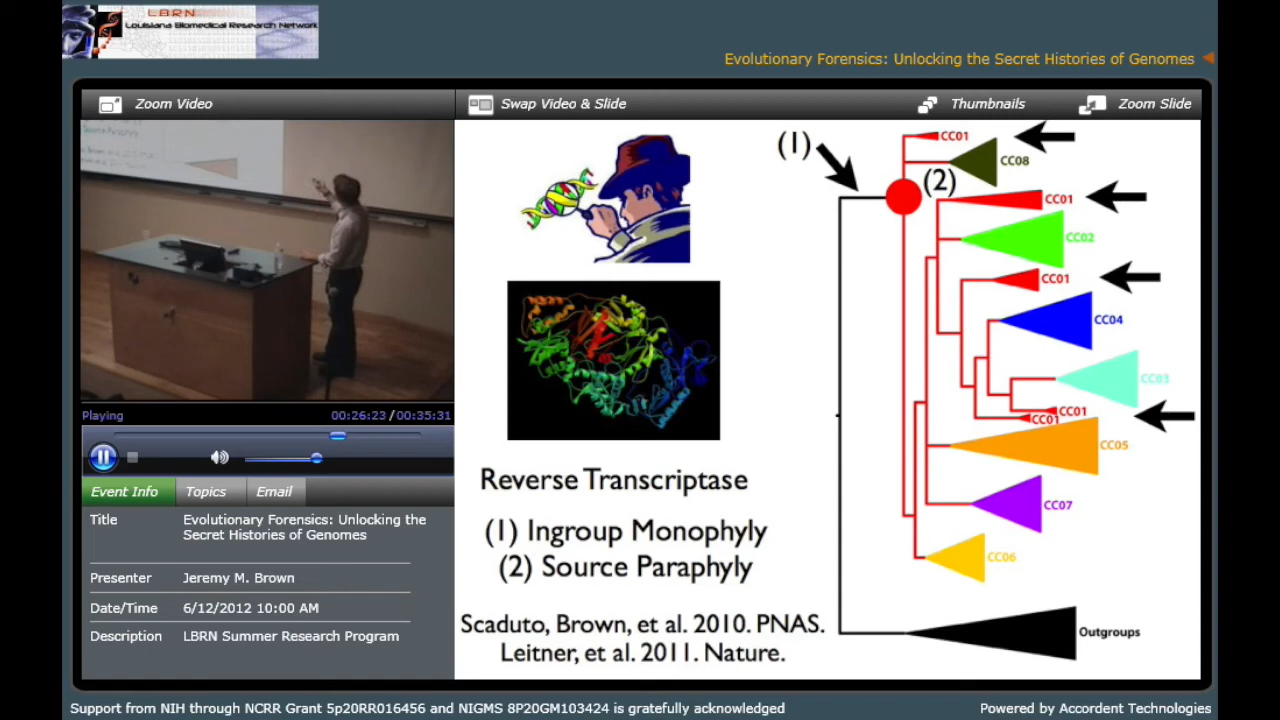 LBRN
Louisiana Biomedical Research Network
Evolutionary Forensics: Unlocking the Secret Histories of Genomes
Zoom Video
Swap Video & Slide
Thumbnails
Zoom Slide
(1)
CC01
CC08
(2)
CC01
CC02
CC01
CC04
CC03
CC01
CC01
CC05
CC07
CC06
Outgroups
Reverse Transcriptase
(1) Ingroup Monophyly
(2) Source Paraphyly
Scaduto, Brown, et al. 2010. PNAS.
Leitner, et al. 2011. Nature.
Playing
00:26:23 /00:35:31
Event Info
Topics
Email
Title
Evolutionary Forensics: Unlocking the
Secret Histories of Genomes
Presenter
Jeremy M. Brown
Date/Time
6/12/2012 10:00 AM
Description
LBRN Summer Research Program
Support from NIH through NCRR Grant 5p20RR016456 and NIGMS 8P20GM103424 is gratefully acknowledged
Powered by Accordent Technologies